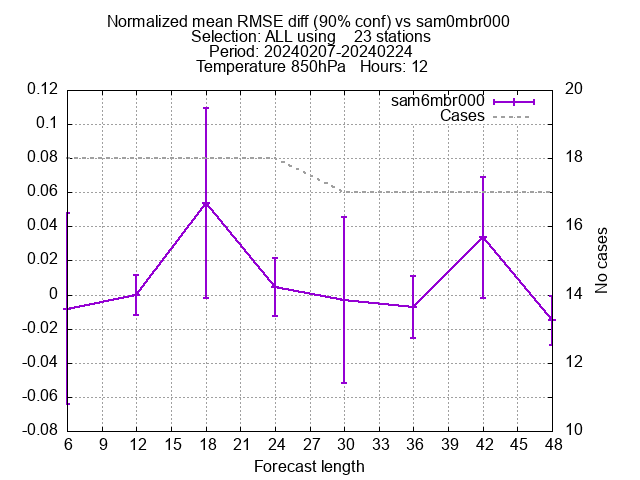 Normalized mean RMSE diff (90% conf) vs sam0mbr000
Selection: ALL using    23 stations
Period: 20240207-20240224
Temperature 850hPa   Hours: 12
sam6mbr000
Cases
0.12
0.1
0.08
0.06
0.04
0.02
0
-0.02
-0.04
-0.06
-0.08
20
18
16
14
12
10
No cases
6 9 12 15 18 21 24 27 30 33 36 39 42 45 48
Forecast length